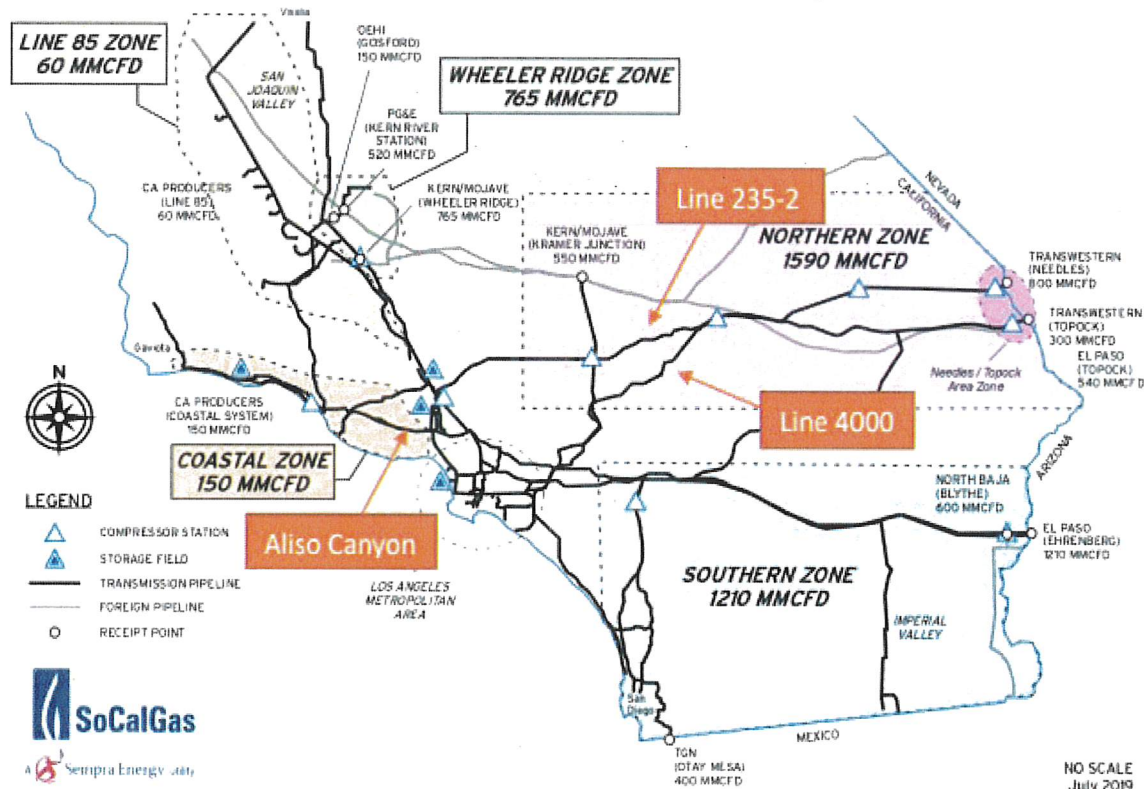 Visalia
LINE 85 ZONE
60 MMCFD
OEHI
(GOSFORD)
150 MMCFD
SAN
JOAQUIN
VALLEY
WHEELER RIDGE ZONE
765 MMCFD
PG&E
(KERN RIVER
STATION)
520 MMCFD
CA PRODUCERS
(LINE 85)
60 MMCFD
KERN/MOJAVE
(WHEELER RIDGE)
765 MMCFD
Line 235-2
NEVADA
CALIFORNIA
KERN/MOJAVE
(KRAMER JUNCTION)
550 MMCFD
NORTHERN ZONE
1590 MMCFD
TRANSWESTERN
(NEEDLES)
800 MMCFD
TRANSWESTERN
(TOPOCK)
300 MMCFD
EL PASO
(TOPOCK)
540 MMCFD
Needles / Topock
Area Zone
Gaviota
N
CA PRODUCERS
(COASTAL SYSTEM)
150 MMCFD
Line 4000
COASTAL ZONE
150 MMCFD
ARIZONA
NORTH BAJA
(BLYTHE)
600 MMCFD
EL PASO
(EHRENBERG)
1210 MMCFD
Aliso Canyon
LEGEND
COMPRESSOR STATION
STORAGE FIELD
TRANSMISSION PIPELINE
FOREIGN PIPELINE
RECEIPT POINT
LOS ANGELES
METROPOLITAN
AREA
SOUTHERN ZONE
1210 MMCFD
IMPERIAL
VALLEY
San
Diego
MEXICO
TGN
(OTAY MESA)
400 MMCFD
SoCalGas
A Sempra Energy utility
NO SCALE
July 2019